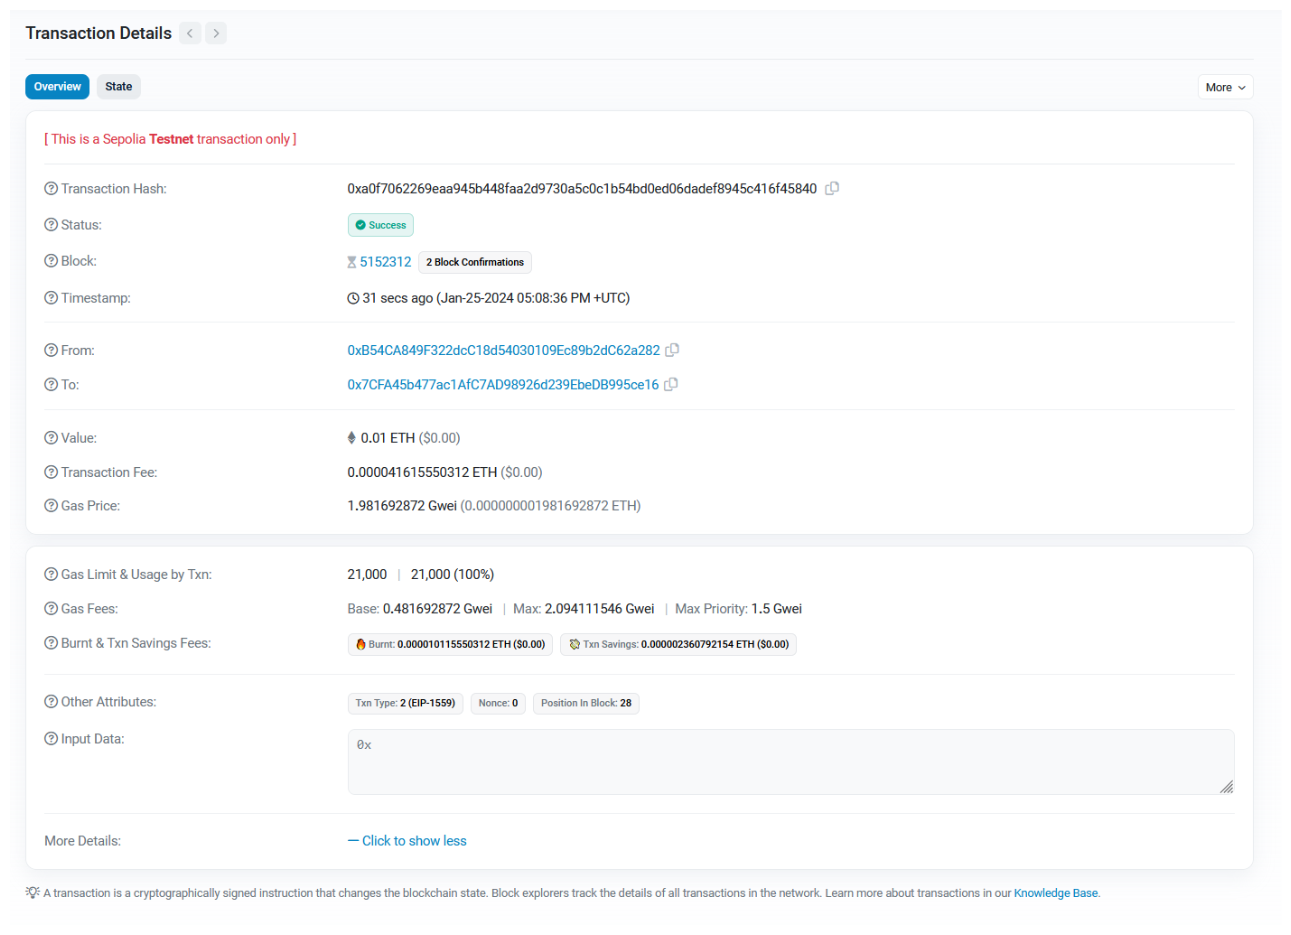 Transaction Details
Overview State More
[ This is a Sepolia Testnet transaction only ]
Transaction Hash: 0xa0f7062269eaa945b448faa2d9730a5c0c1b54bd0ed06dadef8945c416f45840
Status: Success
Block: 5152312 2 Block Confirmations
Timestamp: 31 secs ago (Jan-25-2024 05:08:36 PM +UTC)
From: 0xB54CA849F322dcC18d54030109Ec89b2dC62a282
To: 0x7CFA45b477ac1AfC7AD98926d239EbeDB995ce16
Value: 0.01 ETH ($0.00)
Transaction Fee: 0.000041615550312 ETH ($0.00)
Gas Price: 1.981692872 Gwei (0.000000001981692872 ETH)
Gas Limit & Usage by Txn: 21,000 | 21,000 (100%)
Gas Fees: Base: 0.481692872 Gwei | Max: 2.094111546 Gwei | Max Priority: 1.5 Gwei
Burnt & Txn Savings Fees: Burnt: 0.000010115550312 ETH ($0.00) Txn Savings: 0.000002360792154 ETH ($0.00)
Other Attributes: Txn Type: 2 (EIP-1559) Nonce: 0 Position In Block: 28
Input Data: 0x
More Details: — Click to show less
A transaction is a cryptographically signed instruction that changes the blockchain state. Block explorers track the details of all transactions in the network. Learn more about transactions in our Knowledge Base.